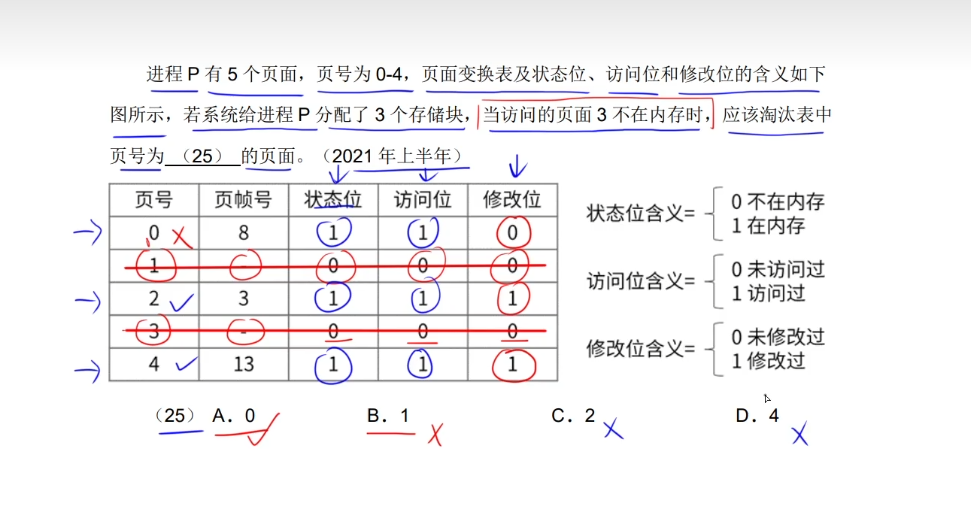 进程 P 有 5 个页面，页号为 0-4，页面变换表及状态位、访问位和修改位的含义如下
图所示，若系统给进程 P 分配了 3 个存储块，当访问的页面 3 不在内存时，应该淘汰表中
页号为 （25） 的页面。（2021 年上半年）
页号 页帧号 状态位 访问位 修改位
0 8 1 1 0
1 - 0 0 0
2 3 1 1 1
3 - 0 0 0
4 13 1 1 1
状态位含义= 0 不在内存
1 在内存
访问位含义= 0 未访问过
1 访问过
修改位含义= 0 未修改过
1 修改过
（25） A．0 B．1 C．2 D．4